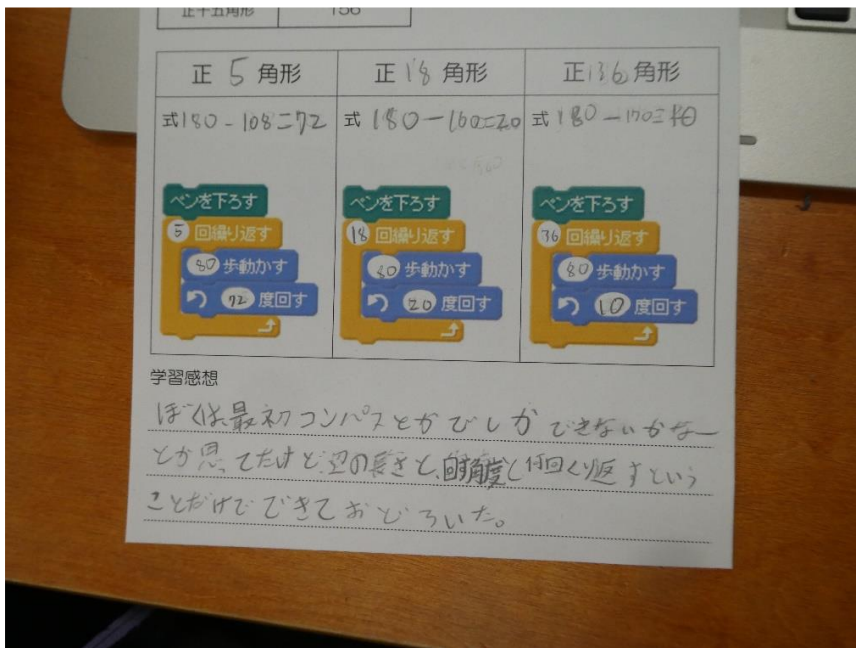 正十五角形 156
正 5 角形 正 18 角形 正 36 角形
式 180-108=72 式 180-160=20 式 180-170=10
ペンを下ろす ペンを下ろす ペンを下ろす
5 回繰り返す 18 回繰り返す 36 回繰り返す
80 歩動かす 80 歩動かす 80 歩動かす
72 度回す 20 度回す 10 度回す
学習感想
ぼくは、最初コンパスとかでしかできないかなー
とか思てたけど、辺の長さと、回す角度と何回くり返すという
ことだけでできておどろいた。